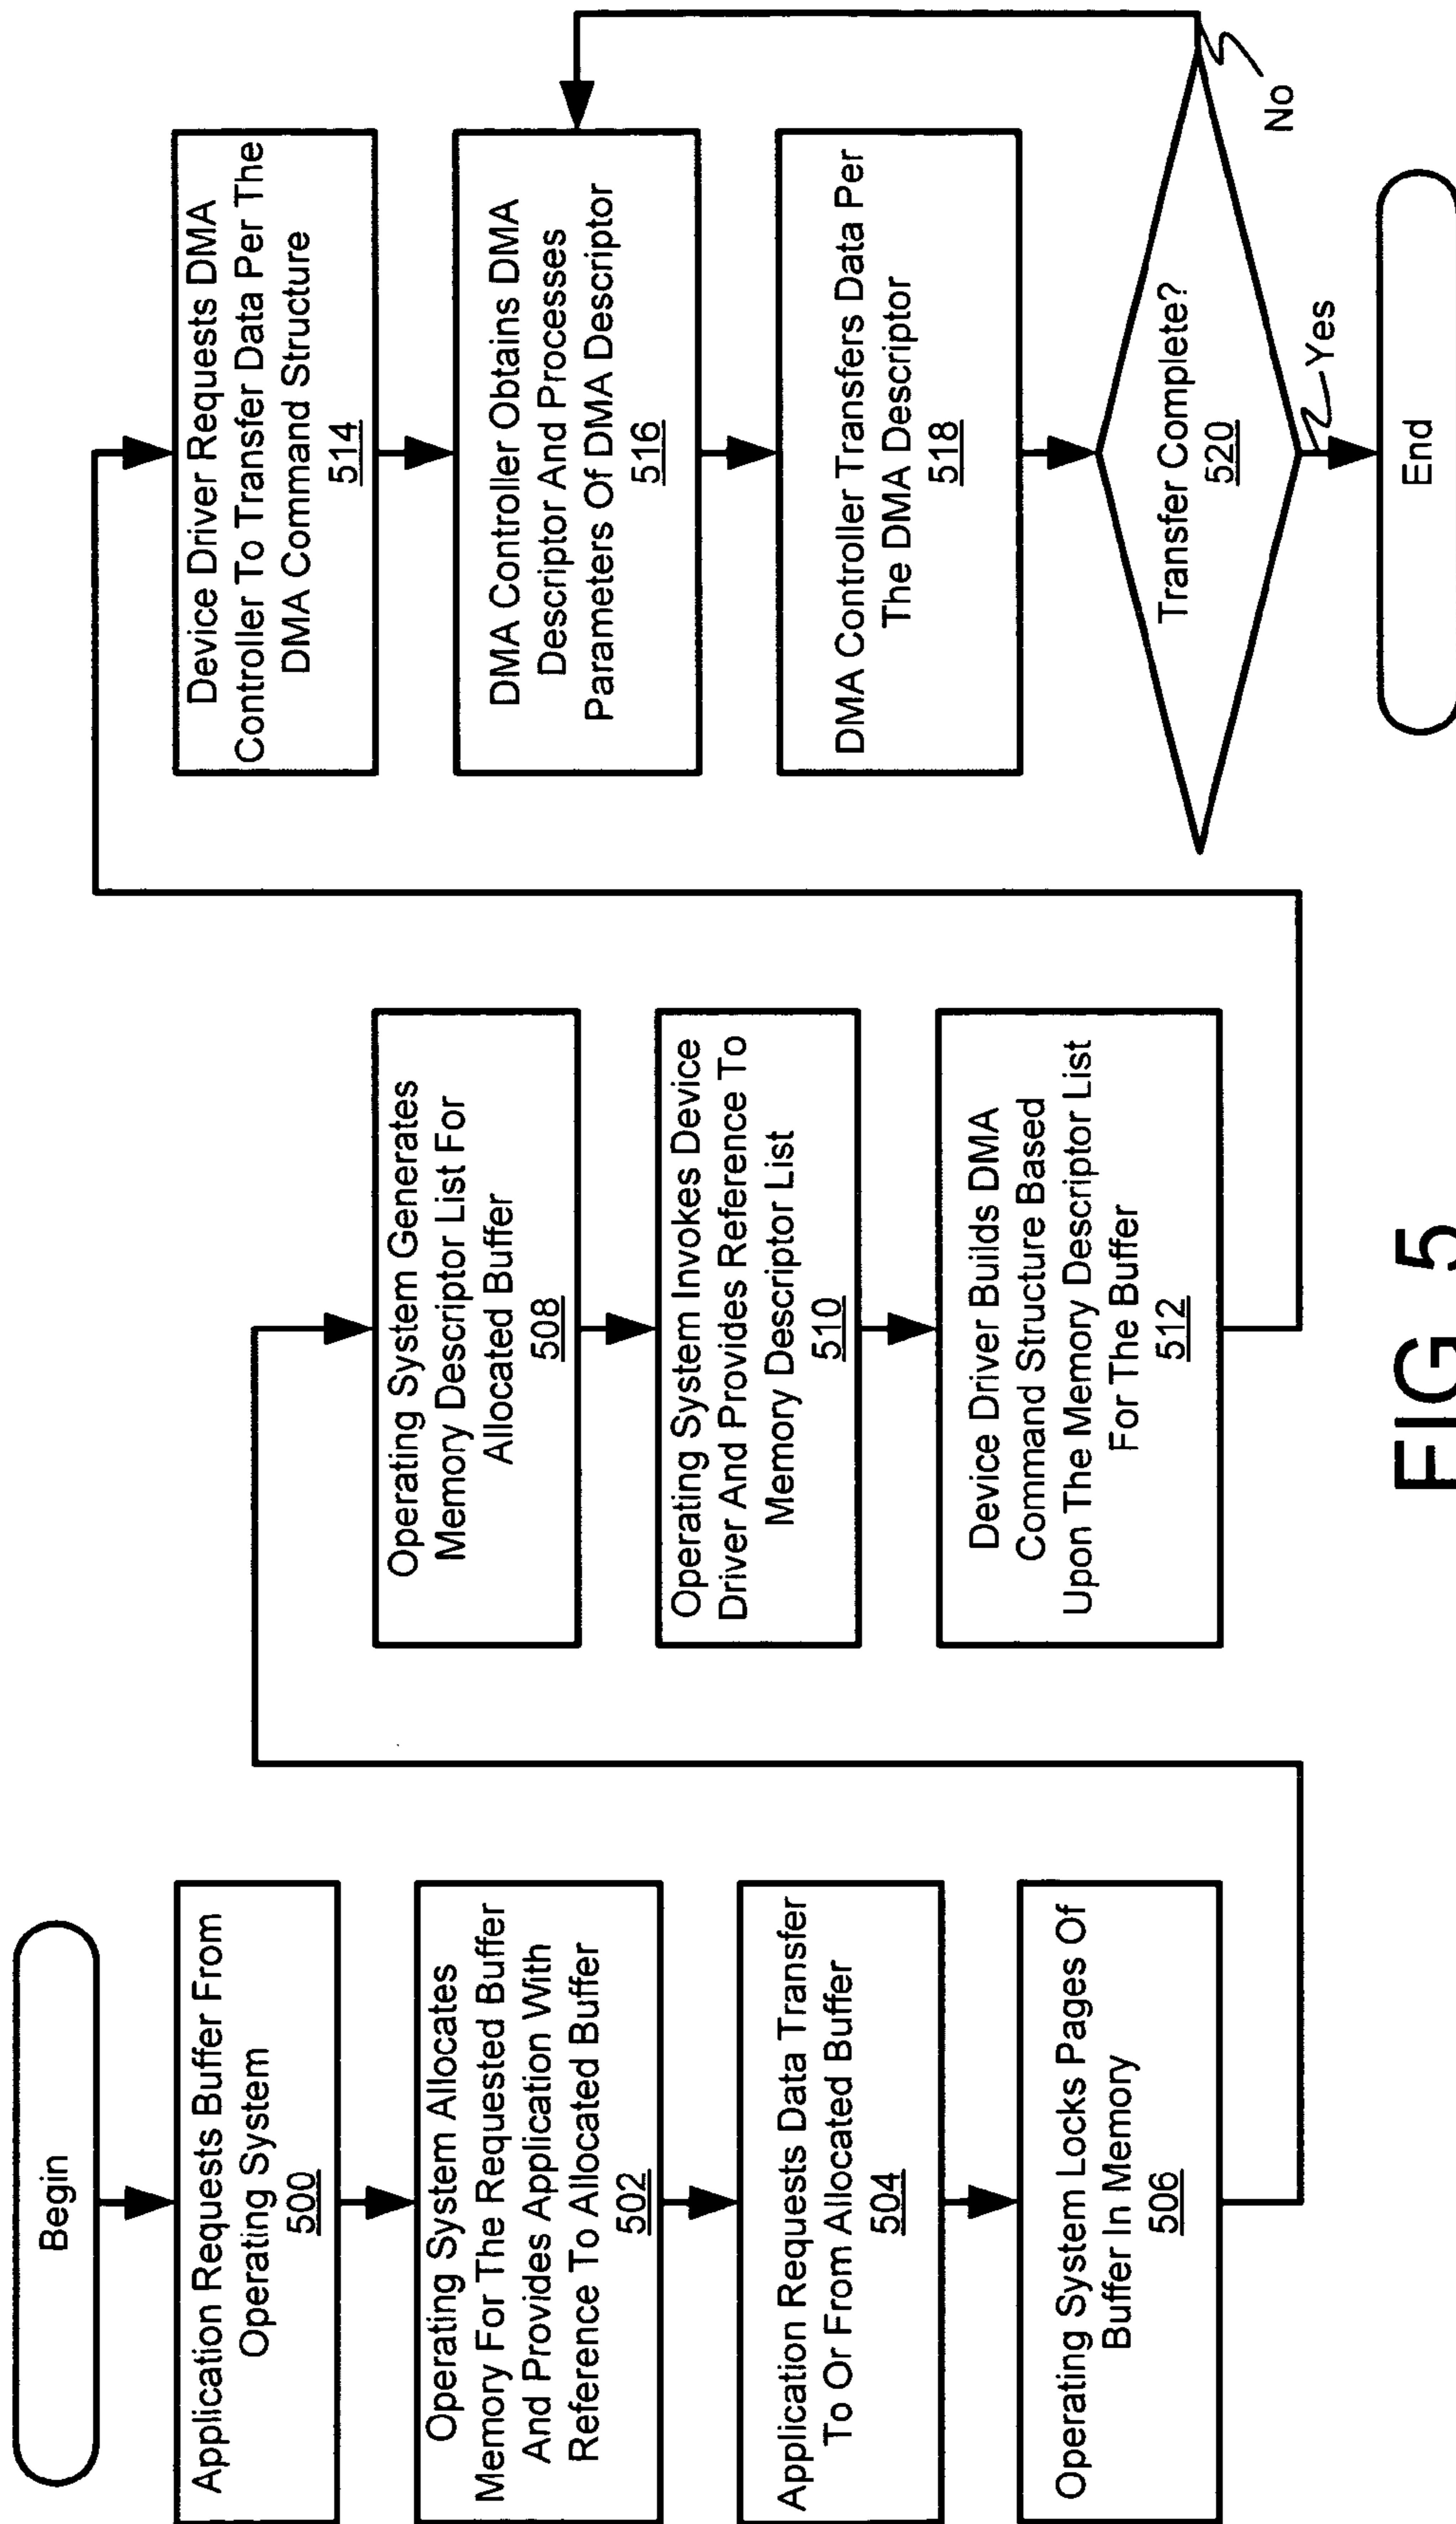 Begin
Application Requests Buffer From
Operating System
500
Operating System Allocates
Memory For The Requested Buffer
And Provides Application With
Reference To Allocated Buffer
502
Application Requests Data Transfer
To Or From Allocated Buffer
504
Operating System Locks Pages Of
Buffer In Memory
506
Operating System Generates
Memory Descriptor List For
Allocated Buffer
508
Operating System Invokes Device
Driver And Provides Reference To
Memory Descriptor List
510
Device Driver Builds DMA
Command Structure Based
Upon The Memory Descriptor List
For The Buffer
512
Device Driver Requests DMA
Controller To Transfer Data Per The
DMA Command Structure
514
DMA Controller Obtains DMA
Descriptor And Processes
Parameters Of DMA Descriptor
516
DMA Controller Transfers Data Per
The DMA Descriptor
518
Transfer Complete?
520
No
Yes
End
FIG 5